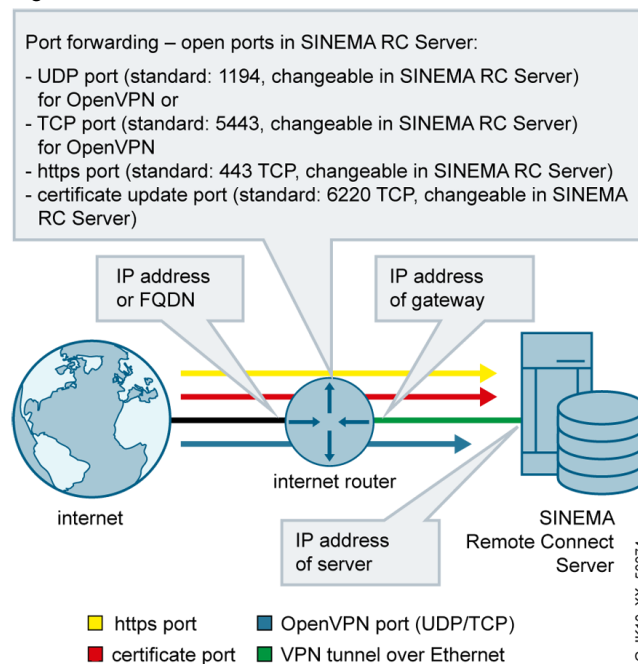 Port forwarding – open ports in SINEMA RC Server:
- UDP port (standard: 1194, changeable in SINEMA RC Server)
for OpenVPN or
- TCP port (standard: 5443, changeable in SINEMA RC Server)
for OpenVPN
- https port (standard: 443 TCP, changeable in SINEMA RC Server)
- certificate update port (standard: 6220 TCP, changeable in SINEMA
RC Server)
IP address
or FQDN
IP address
of gateway
internet
internet router
IP address
of server
SINEMA
Remote Connect
Server
https port
OpenVPN port (UDP/TCP)
certificate port
VPN tunnel over Ethernet